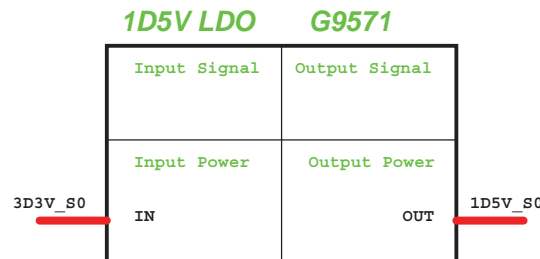 1D5V LDO G9571
Input Signal Output Signal
Input Power Output Power
3D3V_S0 IN OUT 1D5V_S0